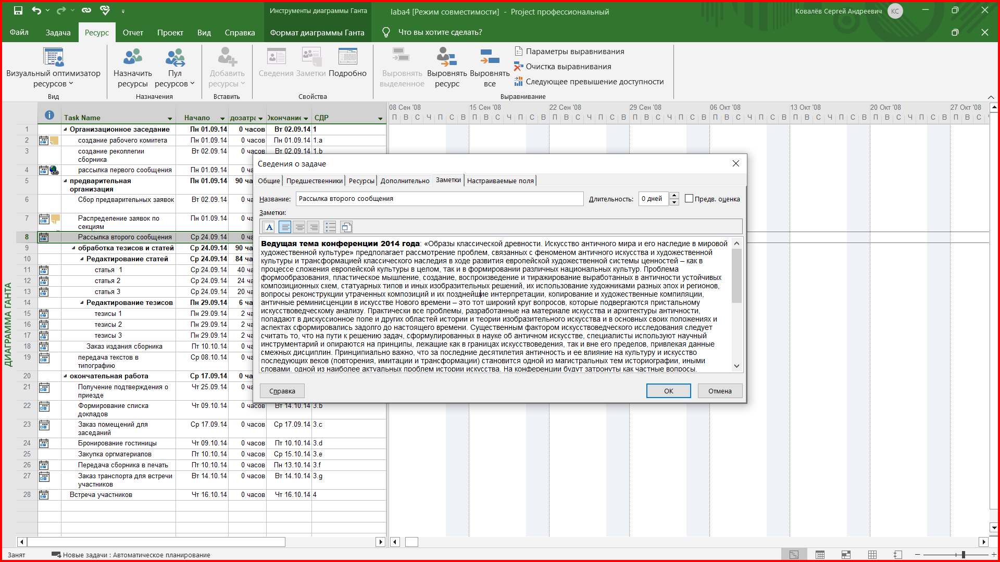 Инструменты диаграммы Ганта
laba4 [Режим совместимости] - Project профессиональный
Ковалёв Сергей Андреевич КС
Файл Задача Ресурс Отчет Проект Вид Справка Формат диаграммы Ганта Что вы хотите сделать?
Визуальный оптимизатор ресурсов
Вид
Назначить ресурсы
Пул ресурсов
Назначения
Добавить ресурсы
Вставить
Сведения Заметки Подробно
Свойства
Выровнять выделенное
Выровнять ресурс
Выровнять все
Параметры выравнивания
Очистка выравнивания
Следующее превышение доступности
Выравнивание
Task Name Начало дозатра Окончание СДР
08 Сен '08 15 Сен '08 22 Сен '08 29 Сен '08 06 Окт '08 13 Окт '08 20 Окт '08 27 Окт '08
П В С Ч П С В П В С Ч П С В П В С Ч П С В П В С Ч П С В П В С Ч П С В П В С Ч П С В П В С Ч П С В П В С
ДИАГРАММА ГАНТА
1 Организационное заседание Пн 01.09.14 0 часов Вт 02.09.14 1
2 создание рабочего комитета Пн 01.09.14 0 часов Пн 01.09.14 1.a
3 создание реколлегии Вт 02.09.14 0 часов Вт 02.09.14 1.b
сборника
4 рассылка первого сообщения Пн 01.09.14 0 ча
5 предварительная Пн 01.09.14 90 ча
организация
6 Сбор предварительных заявок Вт 02.09.14 0 ча
7 Распределение заявок по Пн 01.09.14 0 ча
секциям
8 Рассылка второго сообщения Ср 24.09.14 0 ча
9 обработка тезисов и статей Ср 24.09.14 90 ча
10 Редактирование статей Ср 24.09.14 84 ча
11 статья 1 Ср 24.09.14 40 ча
12 статья 2 Ср 24.09.14 24 ча
13 статья 3 Ср 24.09.14 20 ча
14 Редактирование тезисов Пн 29.09.14 6 ча
15 тезисы 1 Пн 29.09.14 2 ча
16 тезисы 2 Пн 29.09.14 2 ча
17 тезисы 3 Пн 29.09.14 2 ча
18 Заказ издания сборника Пт 10.10.14 0 ча
19 передача текстов в Ср 08.10.14 0 ча
типографию
20 окончательная работа Ср 17.09.14 0 ча
21 Получение подтверждения о Чт 25.09.14 0 ча
приезде
22 Формирование списка Чт 09.10.14 0 часов Вт 14.10.14 3.b
докладов
23 Заказ помещений для Ср 17.09.14 0 часов Ср 17.09.14 3.c
заседаний
24 Бронирование гостиницы Чт 09.10.14 0 часов Пт 10.10.14 3.d
25 Закупка оргматериалов Пт 10.10.14 0 часов Ср 15.10.14 3.e
26 Передача сборника в печать Пт 10.10.14 0 часов Пн 13.10.14 3.f
27 Заказ транспорта для встречи Вт 14.10.14 0 часов Вт 14.10.14 3.g
участников
28 Встреча участников Чт 16.10.14 0 часов Чт 16.10.14 4
Сведения о задаче
Общие Предшественники Ресурсы Дополнительно Заметки Настраиваемые поля
Название: Рассылка второго сообщения Длительность: 0 дней Предв. оценка
Заметки:
Ведущая тема конференции 2014 года: «Образы классической древности. Искусство античного мира и его наследие в мировой
художественной культуре» предполагает рассмотрение проблем, связанных с феноменом античного искусства и художественной
культуры и трансформацией классического наследия в ходе развития европейской художественной системы ценностей – как в
процессе сложения европейской культуры в целом, так и в формировании различных национальных культур. Проблема
формообразования, пластическое мышление, создание, воспроизведение и тиражирование выработанных в античности устойчивых
композиционных схем, статуарных типов и иных изобразительных решений, их использование художниками разных эпох и регионов,
вопросы реконструкции утраченных композиций и их позднейшие интерпретации, копирование и художественные компиляции,
античные реминисценции в искусстве Нового времени – это тот широкий круг вопросов, которые подвергаются пристальному
искусствоведческому анализу. Практически все проблемы, разработанные на материале искусства и архитектуры античности,
попадают в дискуссионное поле и других областей истории и теории изобразительного искусства и в основных своих положениях и
аспектах сформировались задолго до настоящего времени. Существенным фактором искусствоведческого исследования следует
считать то, что на пути к решению задач, сформулированных в науке об античном искусстве, специалисты используют научный
инструментарий и опираются на принципы, лежащие как в границах искусствоведения, так и вне его пределов, привлекая данные
смежных дисциплин. Принципиально важно, что за последние десятилетия античность и ее влияние на культуру и искусство
последующих веков (повторения, имитации и трансформации) становится одной из магистральных тем историографии, иными
словами, одной из наиболее актуальных проблем истории искусства. На конференции будут затронуты как частные вопросы,
Справка ОК Отмена
Занят Новые задачи : Автоматическое планирование